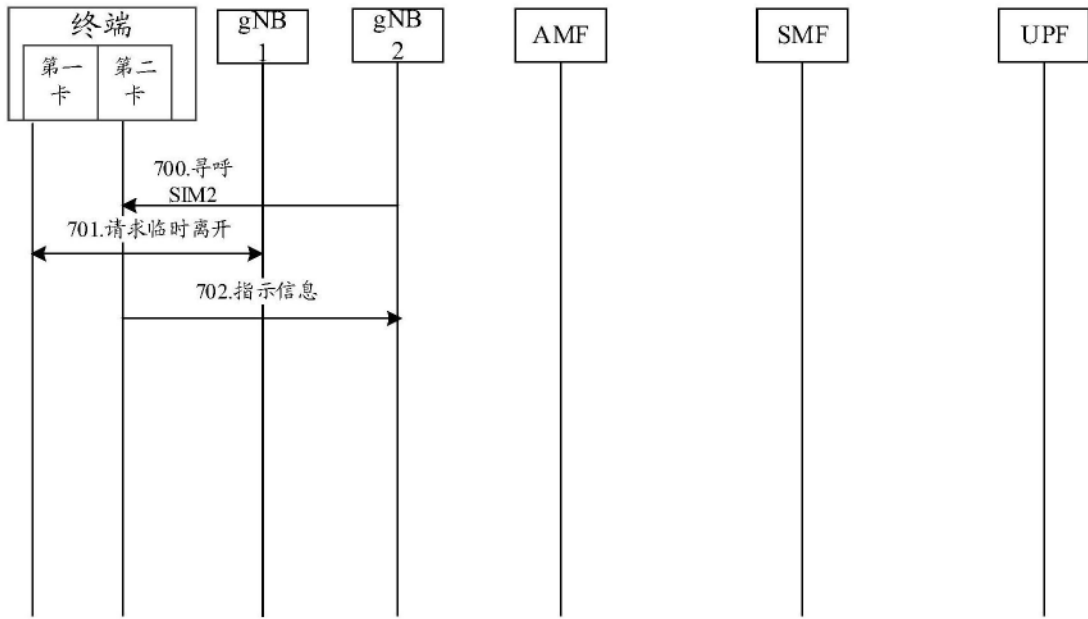 终端
第一
卡
第二
卡
gNB
1
gNB
2
AMF
SMF
UPF
700.寻呼
SIM2
701.请求临时离开
702.指示信息